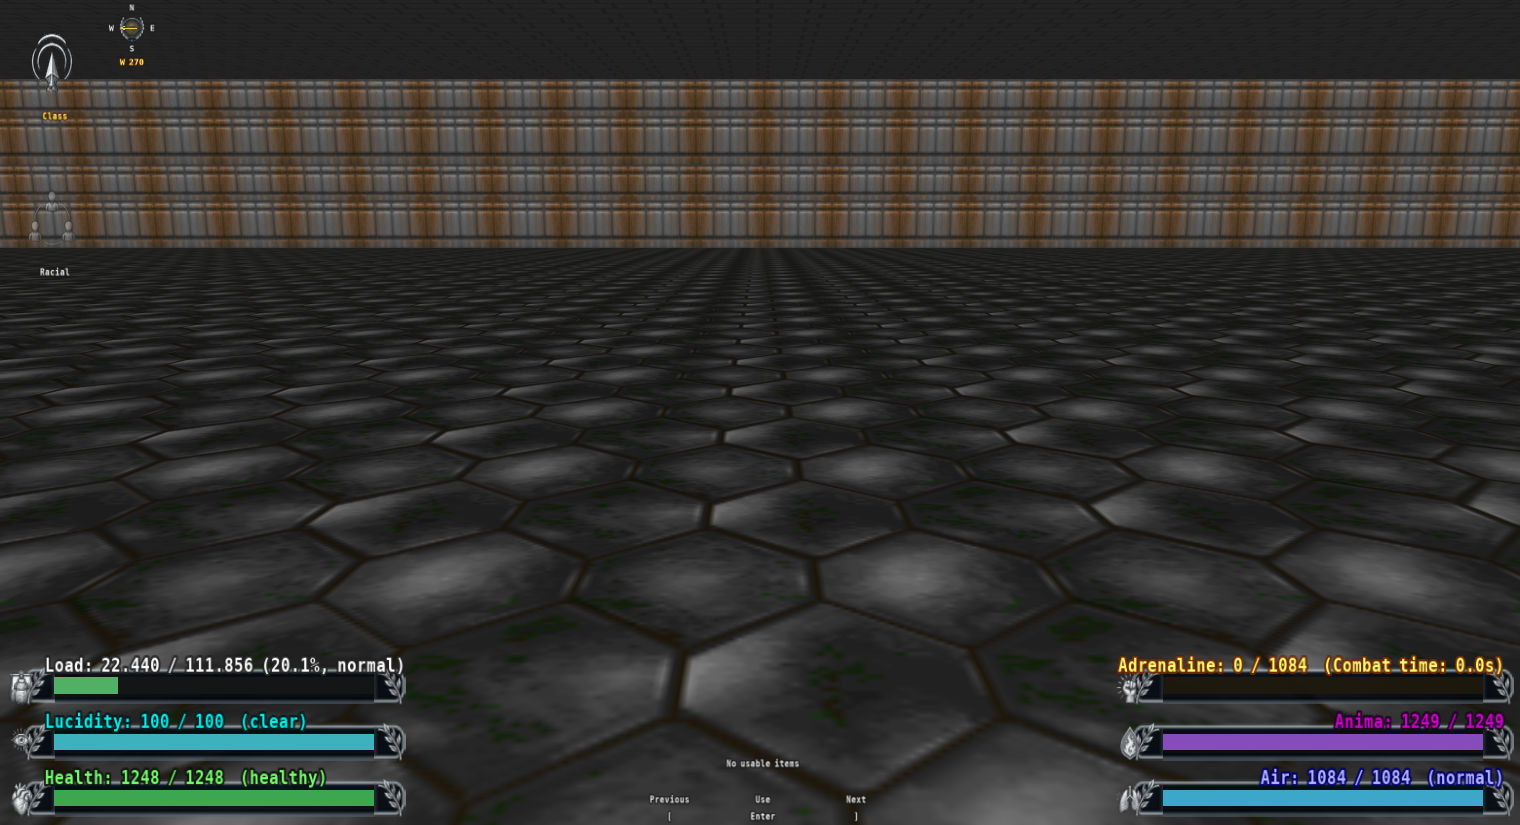 N
W E
S
W 270
Class
Racial
Load: 22.440 / 111.856 (20.1%, normal)
Lucidity: 100 / 100 (clear)
Health: 1248 / 1248 (healthy)
No usable items
Previous Use Next
[ Enter ]
Adrenaline: 0 / 1084 (Combat time: 0.0s)
Anima: 1249 / 1249
Air: 1084 / 1084 (normal)